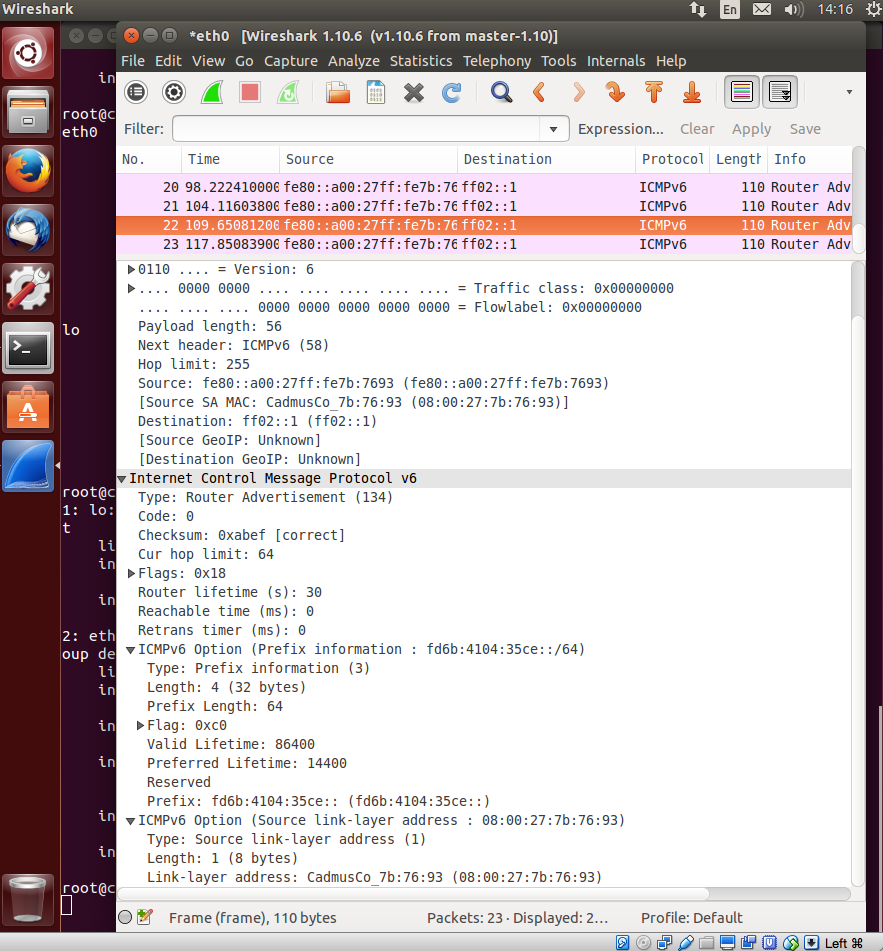 Wireshark
En
14:16
*eth0 [Wireshark 1.10.6 (v1.10.6 from master-1.10)]
File Edit View Go Capture Analyze Statistics Telephony Tools Internals Help
Filter: Expression... Clear Apply Save
No. Time Source Destination Protocol Length Info
20 98.222410000 fe80::a00:27ff:fe7b:76 ff02::1 ICMPv6 110 Router Adv
21 104.11603800 fe80::a00:27ff:fe7b:76 ff02::1 ICMPv6 110 Router Adv
22 109.65081200 fe80::a00:27ff:fe7b:76 ff02::1 ICMPv6 110 Router Adv
23 117.85083900 fe80::a00:27ff:fe7b:76 ff02::1 ICMPv6 110 Router Adv
0110 .... = Version: 6
.... 0000 0000 .... .... .... .... .... = Traffic class: 0x00000000
.... .... .... 0000 0000 0000 0000 0000 = Flowlabel: 0x00000000
Payload length: 56
Next header: ICMPv6 (58)
Hop limit: 255
Source: fe80::a00:27ff:fe7b:7693 (fe80::a00:27ff:fe7b:7693)
[Source SA MAC: CadmusCo_7b:76:93 (08:00:27:7b:76:93)]
Destination: ff02::1 (ff02::1)
[Source GeoIP: Unknown]
[Destination GeoIP: Unknown]
Internet Control Message Protocol v6
Type: Router Advertisement (134)
Code: 0
Checksum: 0xabef [correct]
Cur hop limit: 64
Flags: 0x18
Router lifetime (s): 30
Reachable time (ms): 0
Retrans timer (ms): 0
ICMPv6 Option (Prefix information : fd6b:4104:35ce::/64)
Type: Prefix information (3)
Length: 4 (32 bytes)
Prefix Length: 64
Flag: 0xc0
Valid Lifetime: 86400
Preferred Lifetime: 14400
Reserved
Prefix: fd6b:4104:35ce:: (fd6b:4104:35ce::)
ICMPv6 Option (Source link-layer address : 08:00:27:7b:76:93)
Type: Source link-layer address (1)
Length: 1 (8 bytes)
Link-layer address: CadmusCo_7b:76:93 (08:00:27:7b:76:93)
Frame (frame), 110 bytes
Packets: 23 · Displayed: 2...
Profile: Default
in
root@c
eth0
lo
root@c
1: lo:
t
li
in
in
2: eth
oup de
li
in
in
in
in
in
root@c
Left ⌘